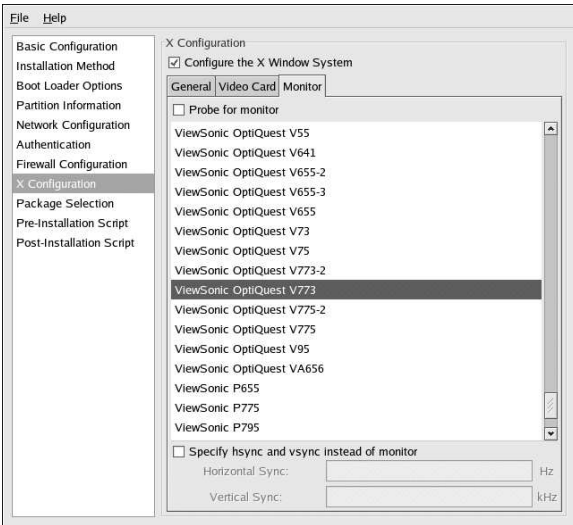 File Help
Basic Configuration
Installation Method
Boot Loader Options
Partition Information
Network Configuration
Authentication
Firewall Configuration
X Configuration
Package Selection
Pre-Installation Script
Post-Installation Script
X Configuration
Configure the X Window System
General Video Card Monitor
Probe for monitor
ViewSonic OptiQuest V55
ViewSonic OptiQuest V641
ViewSonic OptiQuest V655-2
ViewSonic OptiQuest V655-3
ViewSonic OptiQuest V655
ViewSonic OptiQuest V73
ViewSonic OptiQuest V75
ViewSonic OptiQuest V773-2
ViewSonic OptiQuest V773
ViewSonic OptiQuest V775-2
ViewSonic OptiQuest V775
ViewSonic OptiQuest V95
ViewSonic OptiQuest VA656
ViewSonic P655
ViewSonic P775
ViewSonic P795
Specify hsync and vsync instead of monitor
Horizontal Sync: Hz
Vertical Sync: kHz